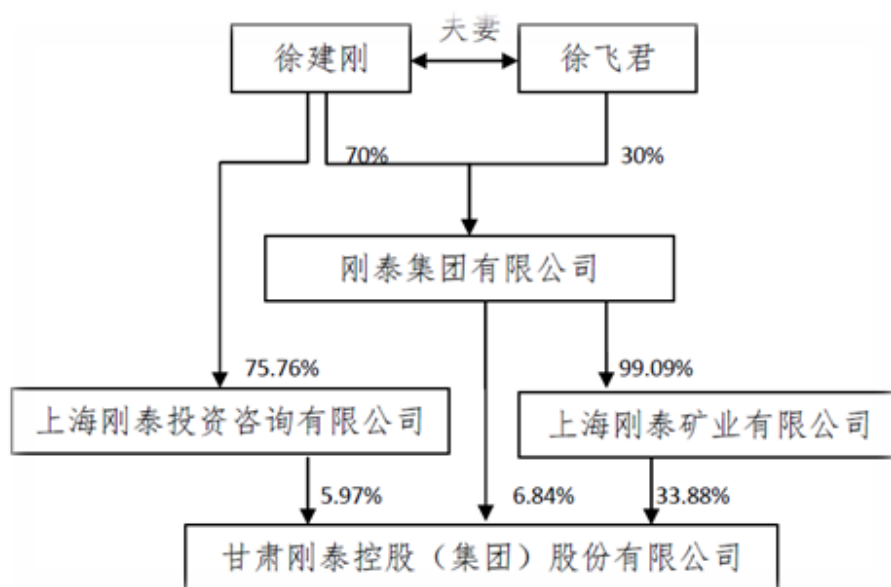 夫妻
徐建刚
徐飞君
70%
30%
刚泰集团有限公司
75.76%
99.09%
上海刚泰投资咨询有限公司
上海刚泰矿业有限公司
5.97%
6.84%
33.88%
甘肃刚泰控股（集团）股份有限公司